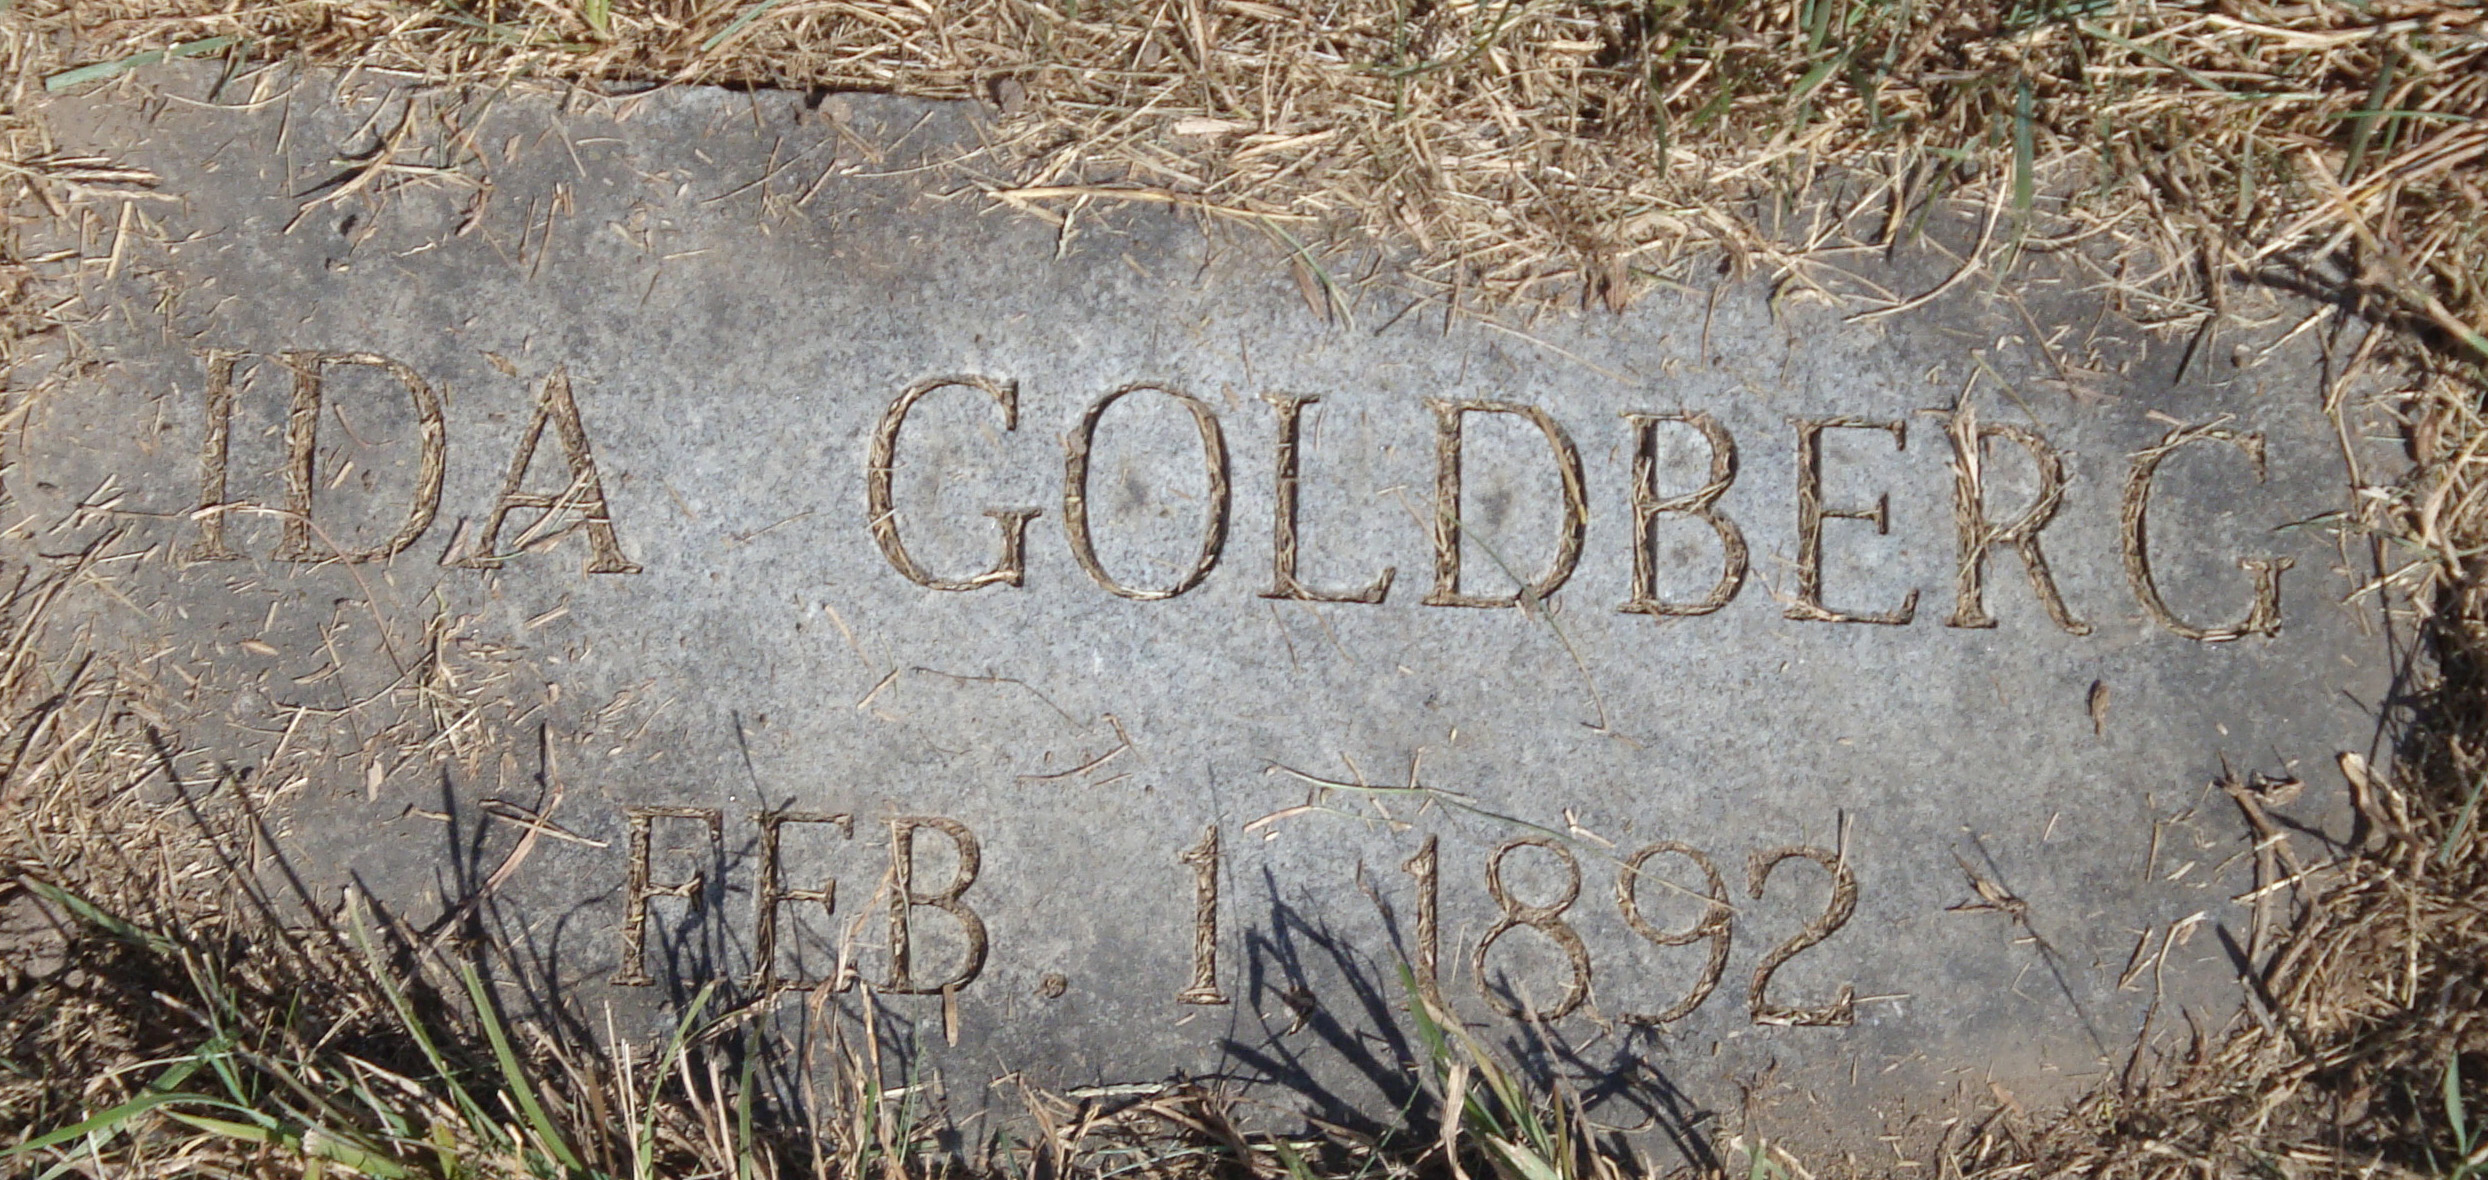 IDA GOLDBERG
FEB. 1, 1892